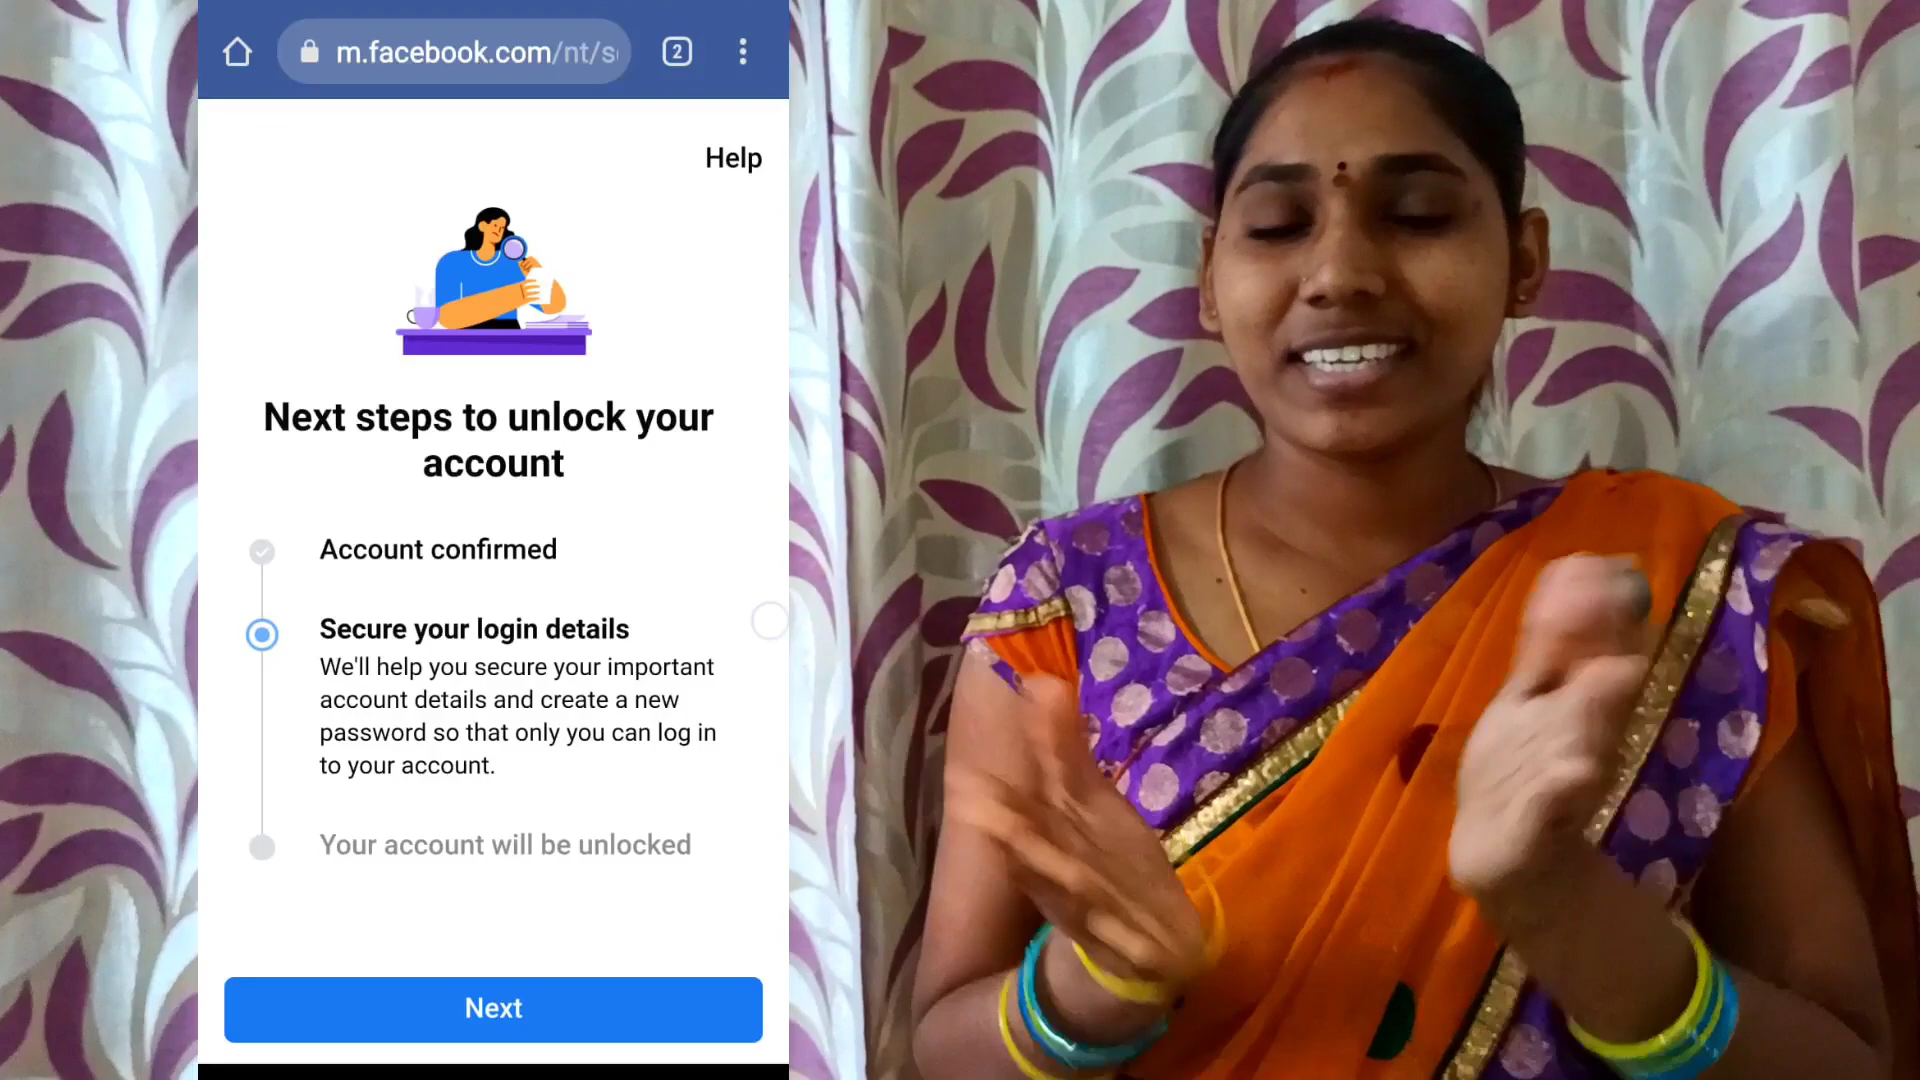 m.facebook.com/nt/s
2
Help
Next steps to unlock your
account
Account confirmed
Secure your login details
We'll help you secure your important
account details and create a new
password so that only you can log in
to your account.
Your account will be unlocked
Next